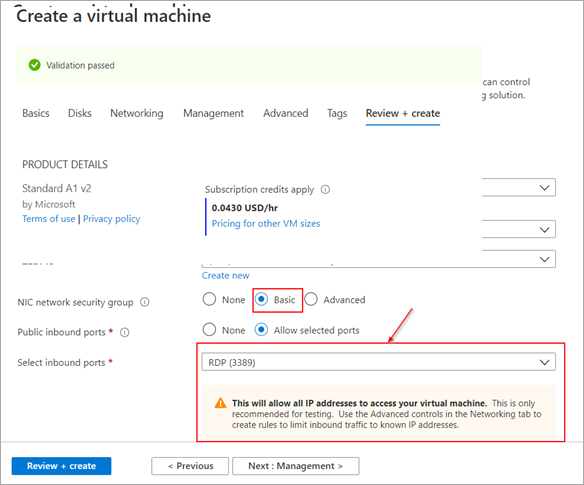 Create a virtual machine
Validation passed
can control
g solution.
Basics Disks Networking Management Advanced Tags Review + create
PRODUCT DETAILS
Standard A1 v2
by Microsoft
Terms of use | Privacy policy
Subscription credits apply
0.0430 USD/hr
Pricing for other VM sizes
Create new
NIC network security group None Basic Advanced
Public inbound ports * None Allow selected ports
Select inbound ports * RDP (3389)
This will allow all IP addresses to access your virtual machine. This is only
recommended for testing. Use the Advanced controls in the Networking tab to
create rules to limit inbound traffic to known IP addresses.
Review + create < Previous Next : Management >